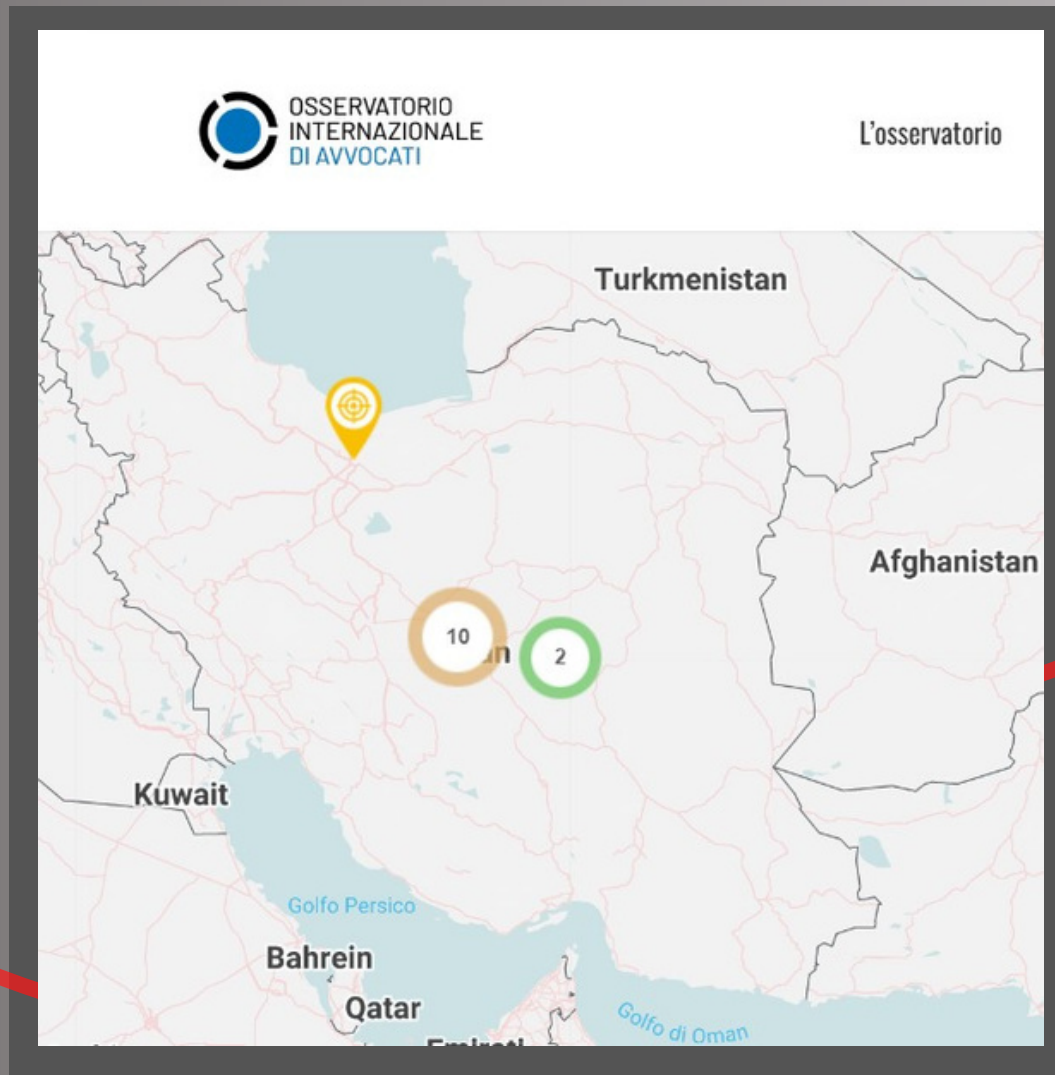 OSSERVATORIO
INTERNAZIONALE
DI AVVOCATI
L'osservatorio
Turkmenistan
Afghanistan
10
2
Kuwait
Golfo Persico
Bahrein
Qatar
Golfo di Oman